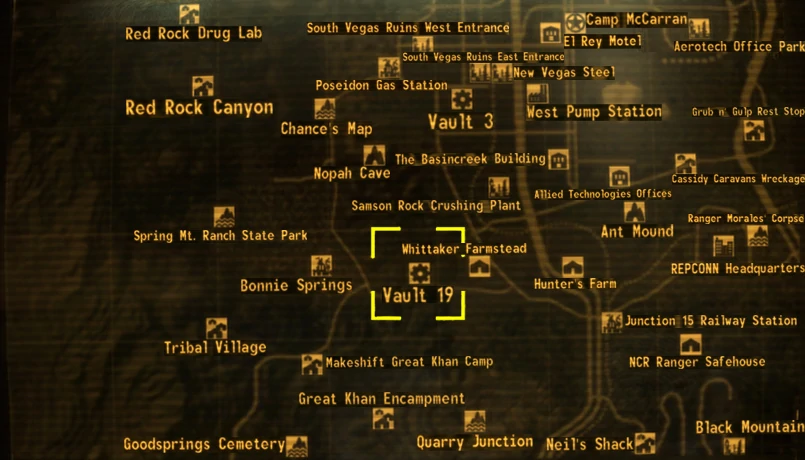 Camp McCarran
South Vegas Ruins West Entrance
Red Rock Drug Lab
El Rey Motel
Aerotech Office Park
South Vegas Ruins East Entrance
New Vegas Steel
Poseidon Gas Station
Red Rock Canyon
West Pump Station
Grub n' Gulp Rest Stop
Vault 3
Chance's Map
The Basincreek Building
Nopah Cave
Cassidy Caravans Wreckage
Allied Technologies Offices
Samson Rock Crushing Plant
Ranger Morales' Corpse
Ant Mound
Spring Mt. Ranch State Park
Whittaker Farmstead
REPCONN Headquarters
Bonnie Springs
Hunter's Farm
Vault 19
Junction 15 Railway Station
Tribal Village
Makeshift Great Khan Camp
NCR Ranger Safehouse
Great Khan Encampment
Black Mountain
Goodsprings Cemetery
Quarry Junction
Neil's Shack